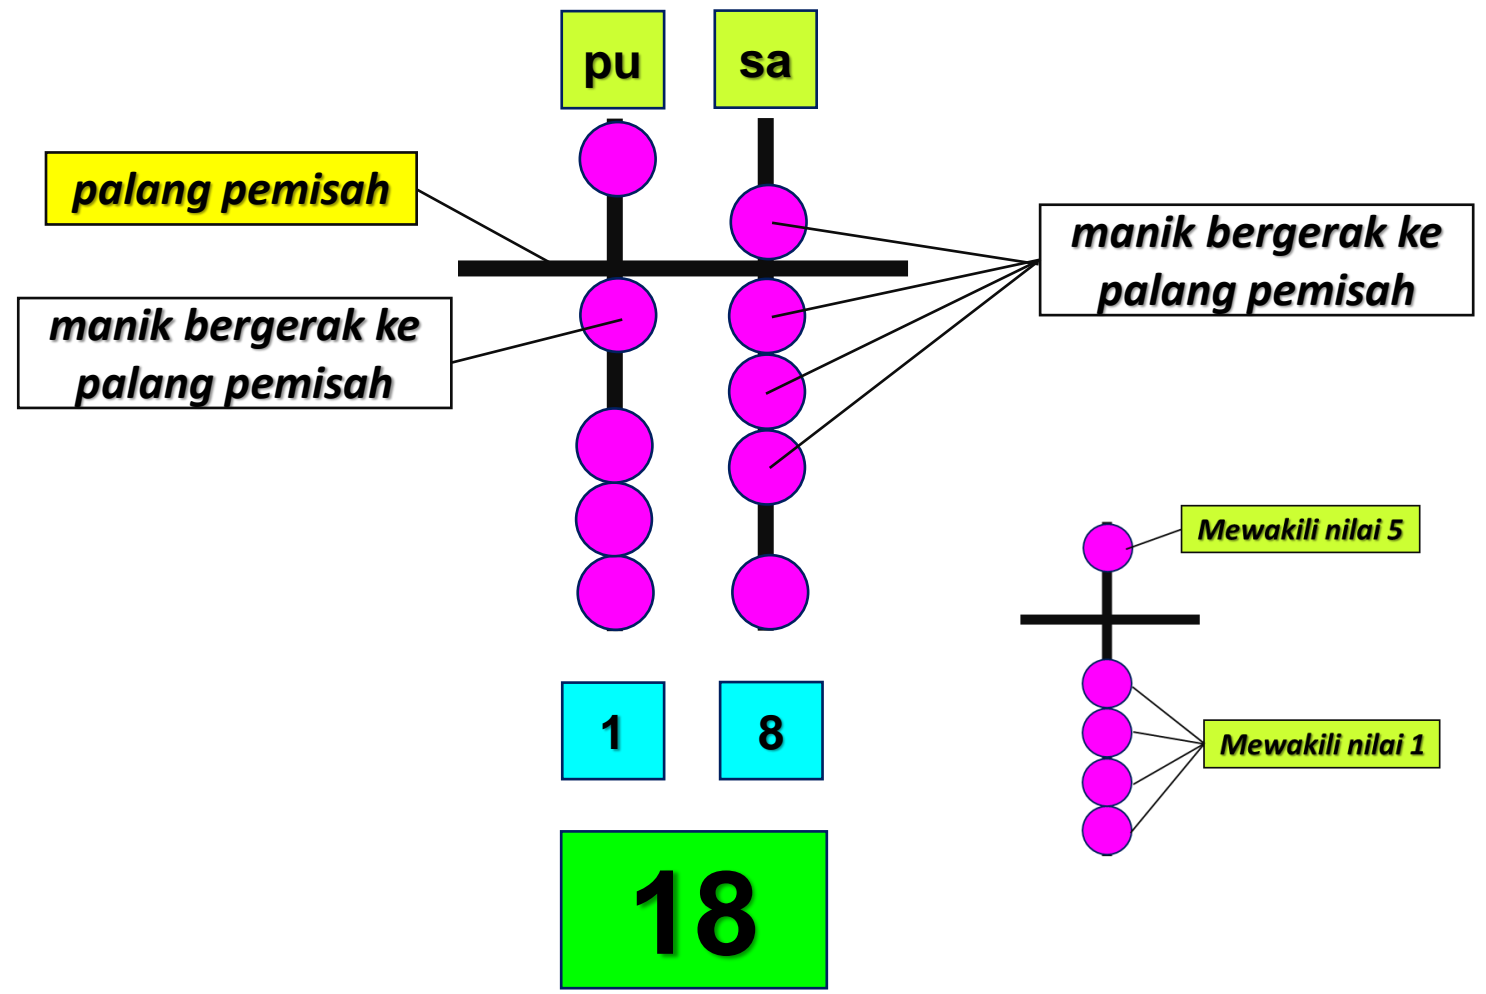 pu
sa
palang pemisah
manik bergerak ke
palang pemisah
manik bergerak ke
palang pemisah
Mewakili nilai 5
Mewakili nilai 1
1
8
18